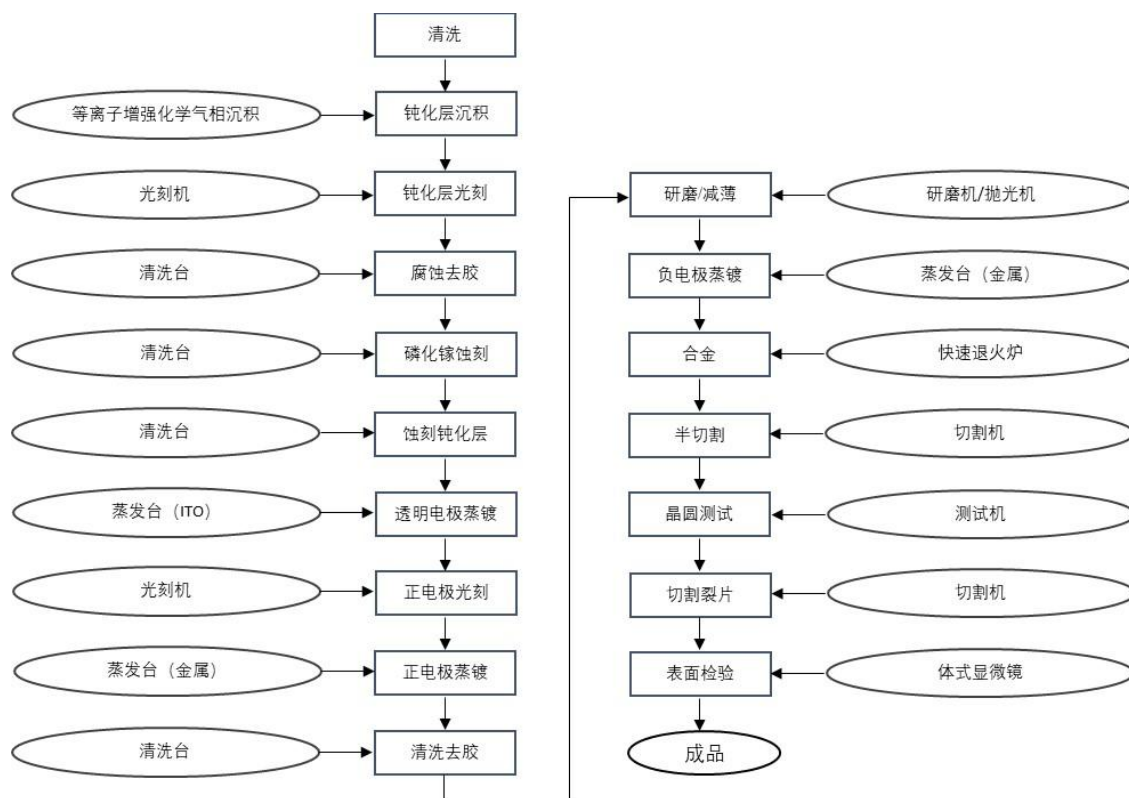 清洗
等离子增强化学气相沉积
钝化层沉积
光刻机
钝化层光刻
清洗台
腐蚀去胶
清洗台
磷化镓蚀刻
清洗台
蚀刻钝化层
蒸发台（ITO）
透明电极蒸镀
光刻机
正电极光刻
蒸发台（金属）
正电极蒸镀
清洗台
清洗去胶
研磨/减薄
研磨机/抛光机
负电极蒸镀
蒸发台（金属）
合金
快速退火炉
半切割
切割机
晶圆测试
测试机
切割裂片
切割机
表面检验
体式显微镜
成品